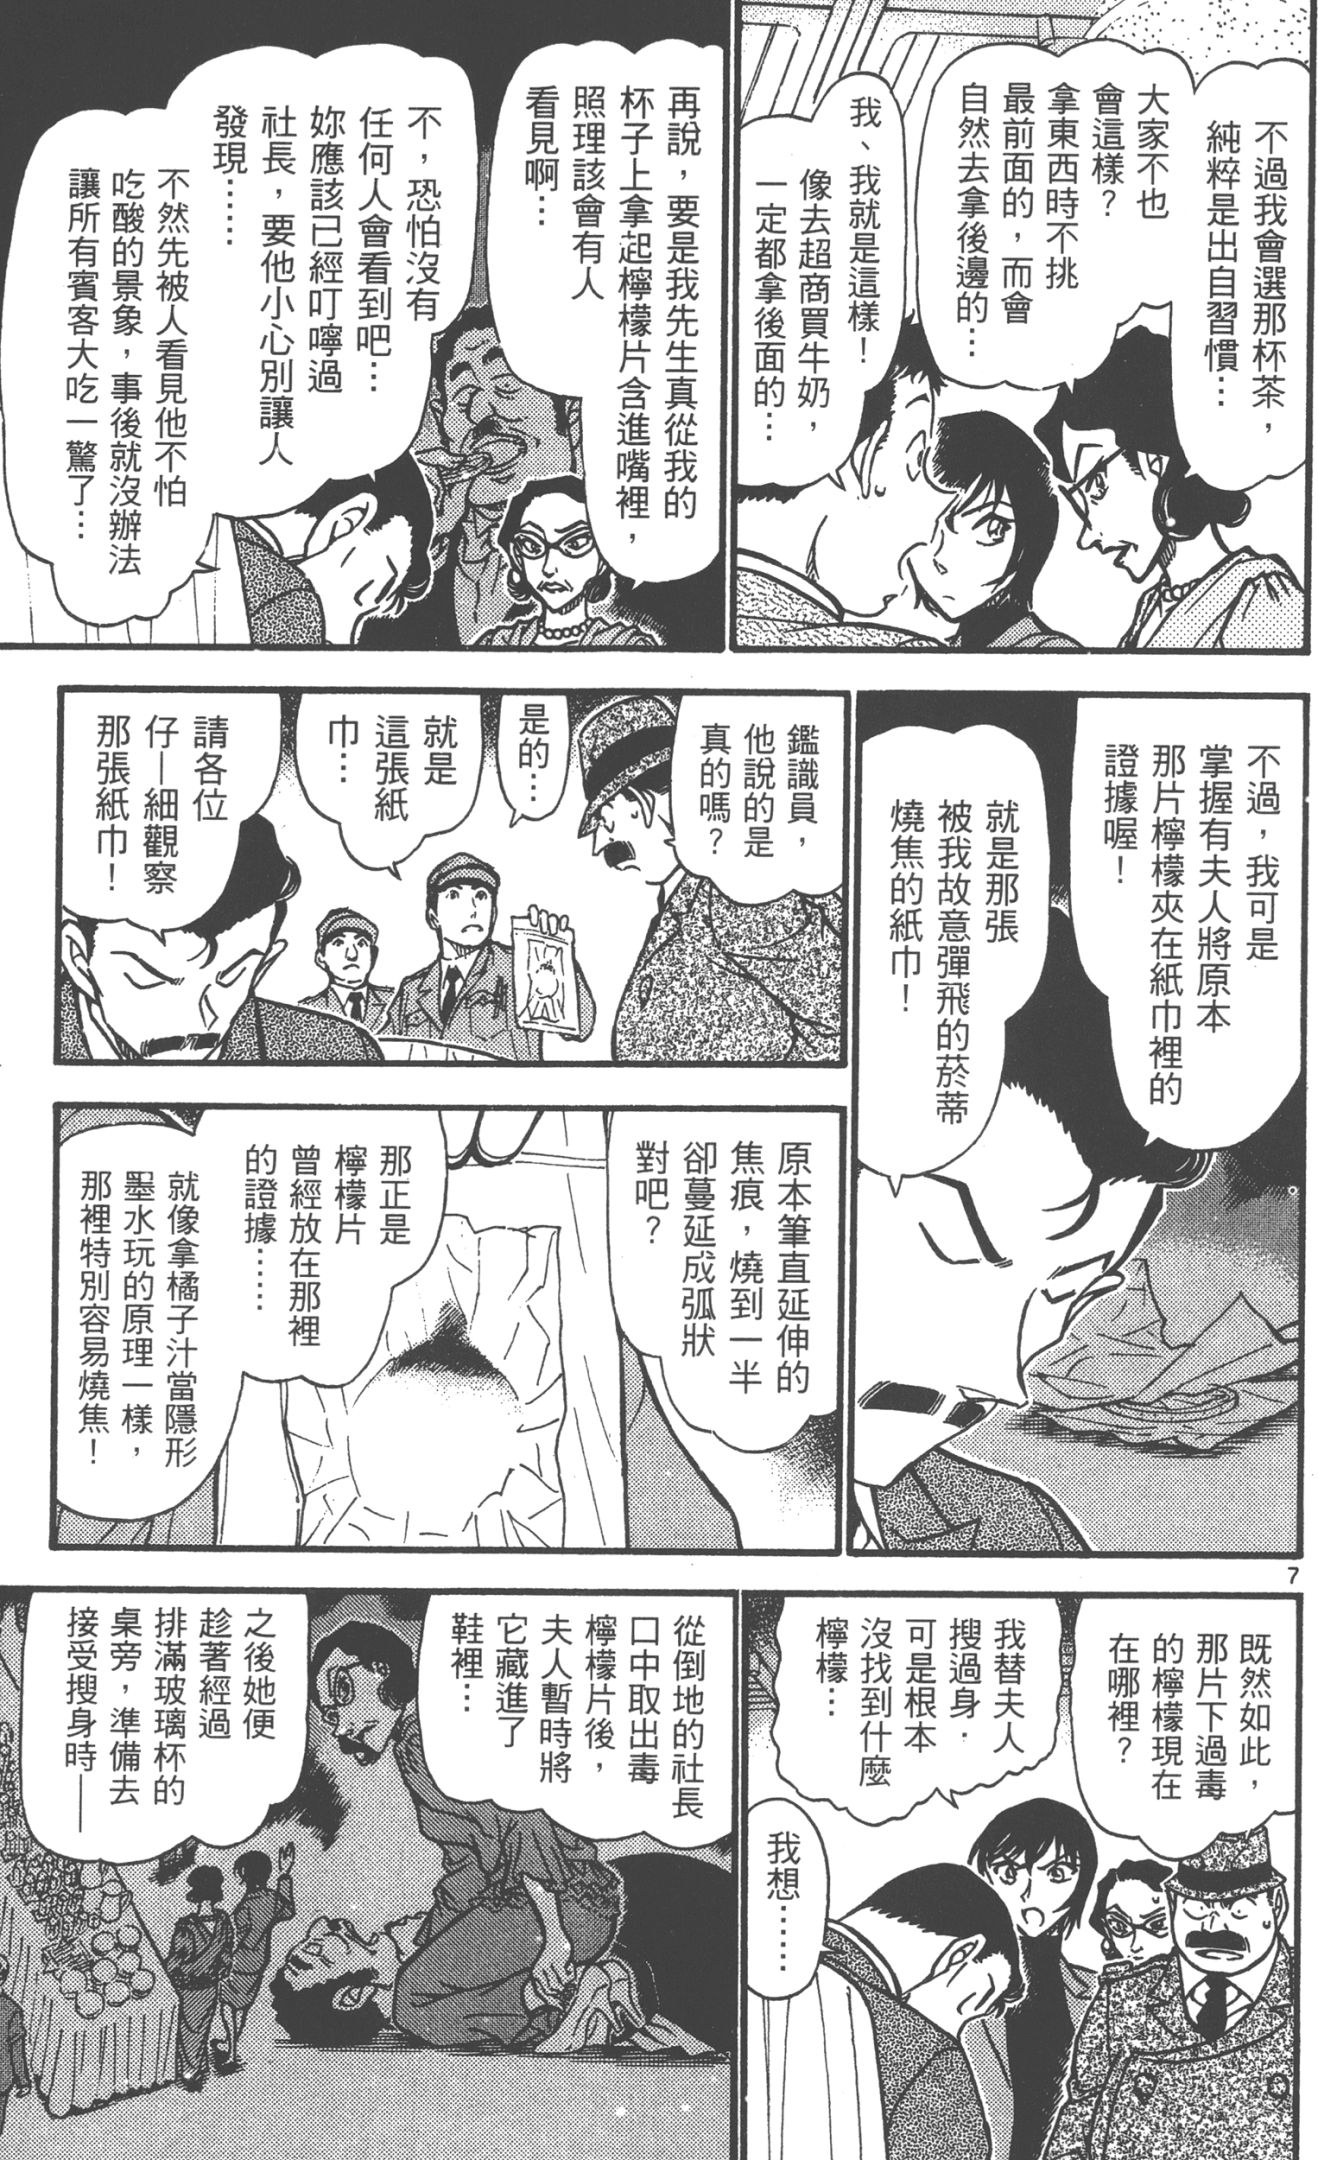 不過我會選那杯茶，
純粹是出自習慣…
大家不也
會這樣？
拿東西時不挑
最前面的，而會
自然去拿後邊的…
我、我就是這樣！
像去超商買牛奶，
一定都拿後面的…
再說，要是我先生真從我的
杯子上拿起檸檬片含進嘴裡，
照理該會有人
看見啊…
不，恐怕沒有
任何人會看到吧…
妳應該已經叮嚀過
社長，要他小心別讓人
發現……
不然先被人看見他不怕
吃酸的景象，事後就沒辦法
讓所有賓客大吃一驚了…
不過，我可是
掌握有夫人將原本
那片檸檬夾在紙巾裡的
證據喔！
就是那張
被我故意彈飛的菸蒂
燒焦的紙巾！
鑑識員，
他說的是
真的嗎？
是的…
就是
這張紙
巾…
請各位
仔—細觀察
那張紙巾！
原本筆直延伸的
焦痕，燒到一半
卻蔓延成弧狀
對吧？
那正是
檸檬片
曾經放在那裡
的證據……
就像拿橘子汁當隱形
墨水玩的原理一樣，
那裡特別容易燒焦！
7
既然如此，
那片下過毒
的檸檬現在
在哪裡？
我替夫人
搜過身．
可是根本
沒找到什麼
檸檬…
我想……
從倒地的社長
口中取出毒
檸檬片後，
夫人暫時將
它藏進了
鞋裡…
之後她便
趁著經過
排滿玻璃杯的
桌旁，準備去
接受搜身時——